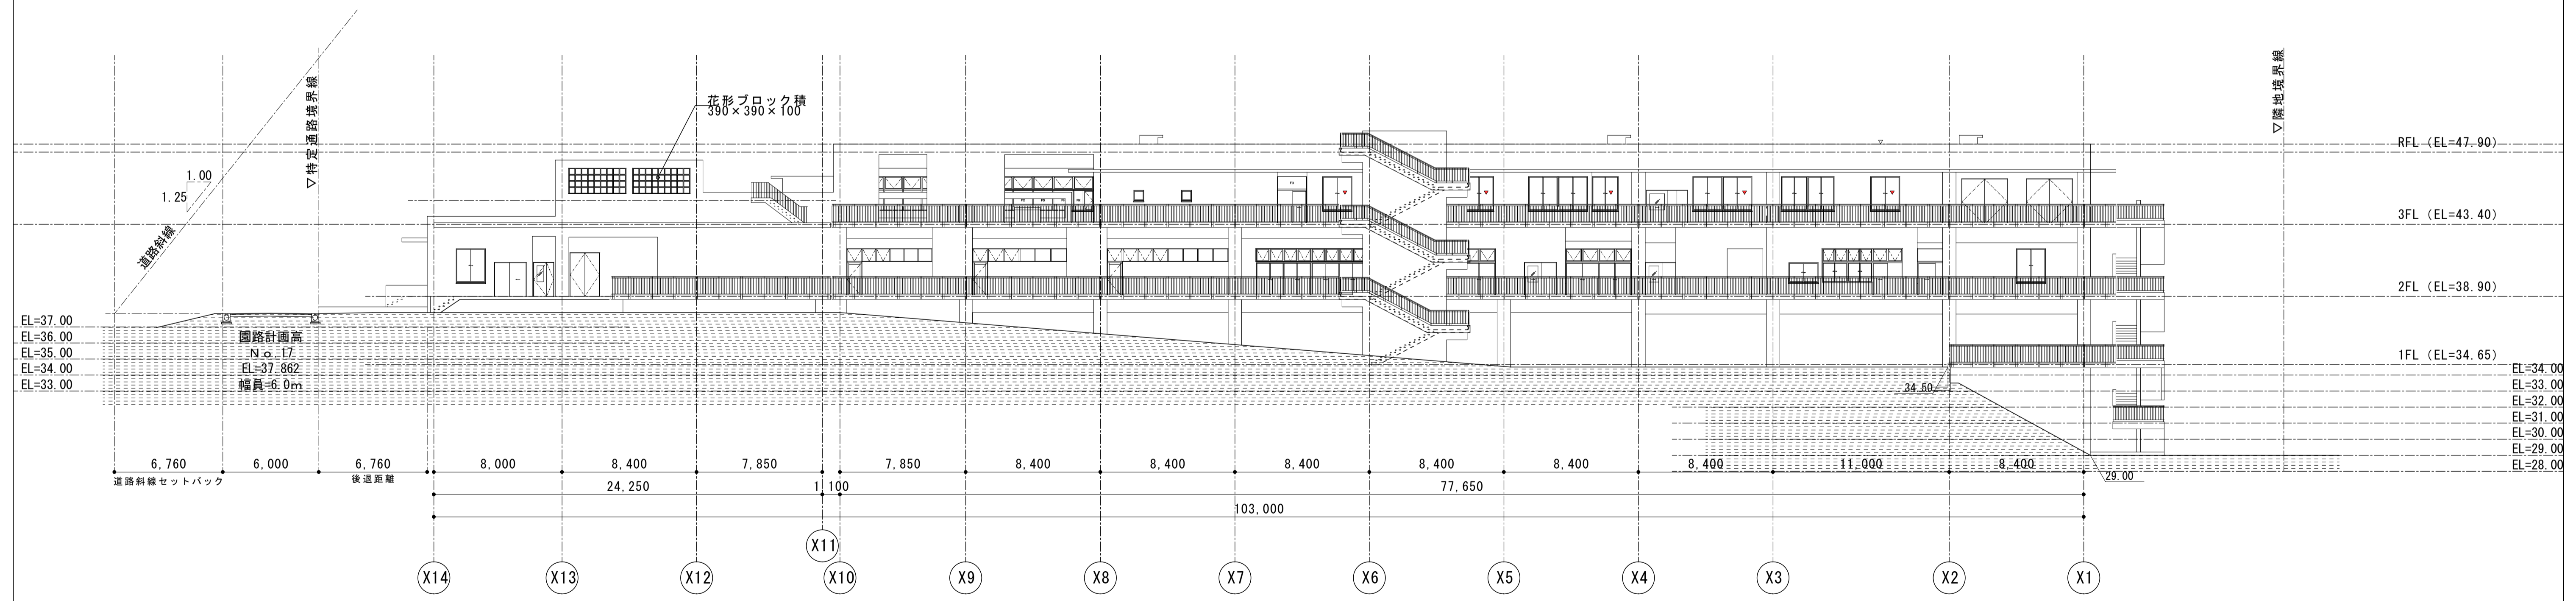 ▽特定通路境界線
▽隣地境界線
花形ブロック積
390×390×100
1.00
1.25
道路斜線
RFL (EL=47.90)
3FL (EL=43.40)
2FL (EL=38.90)
1FL (EL=34.65)
EL=37.00
EL=36.00
EL=35.00
EL=34.00
EL=33.00
園路計画高
No.17
EL=37.862
幅員=6.0m
34.50
EL=34.00
EL=33.00
EL=32.00
EL=31.00
EL=30.00
EL=29.00
EL=28.00
29.00
6,760 6,000 6,760 8,000 8,400 7,850 7,850 8,400 8,400 8,400 8,400 8,400 8,400 11,000 8,400
道路斜線セットバック 後退距離
24,250 1,100 77,650
103,000
X11
X14 X13 X12 X10 X9 X8 X7 X6 X5 X4 X3 X2 X1